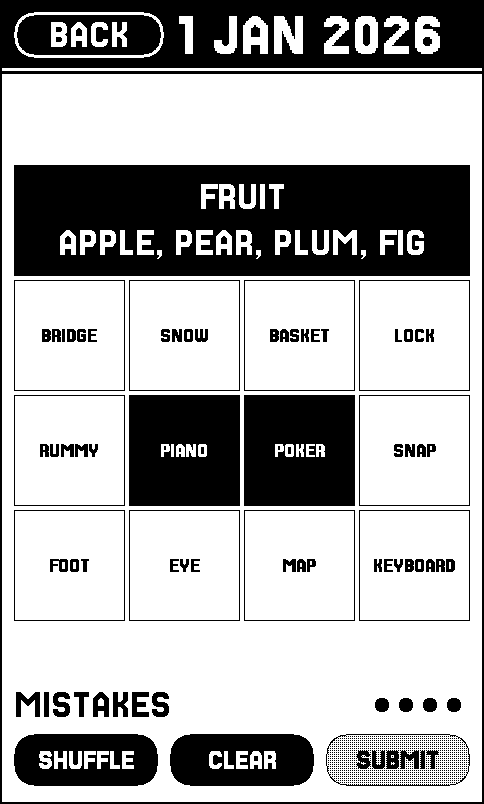 BACK 1 JAN 2026
FRUIT
APPLE, PEAR, PLUM, FIG
BRIDGE SNOW BASKET LOCK
RUMMY PIANO POKER SNAP
FOOT EYE MAP KEYBOARD
MISTAKES
SHUFFLE CLEAR SUBMIT